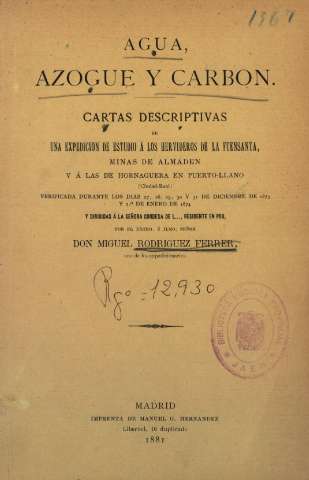 1967
AGUA,
AZOGUE Y CARBON.
CARTAS DESCRIPTIVAS
DE
UNA EXPEDICION DE ESTUDIO Á LOS HERVIDEROS DE LA FUENSANTA,
MINAS DE ALMADEN
Y Á LAS DE HORNAGUERA EN PUERTO-LLANO
(Ciudad-Real)
VERIFICADA DURANTE LOS DIAS 27, 28, 29, 30 Y 31 DE DICIEMBRE DE 1873
Y 1.º DE ENERO DE 1874
Y DIRIGIDAS Á LA SEÑORA CONDESA DE L..., RESIDENTE EN PAU,
POR EL EXCMO. É ILMO. SEÑOR
DON MIGUEL RODRIGUEZ FERRER,
uno de los expedicionarios.
Rgo = 12,930
BIBLIOTECA
JAEN
MADRID
IMPRENTA DE MANUEL G. HERNANDEZ
Libertad, 16 duplicado
1881